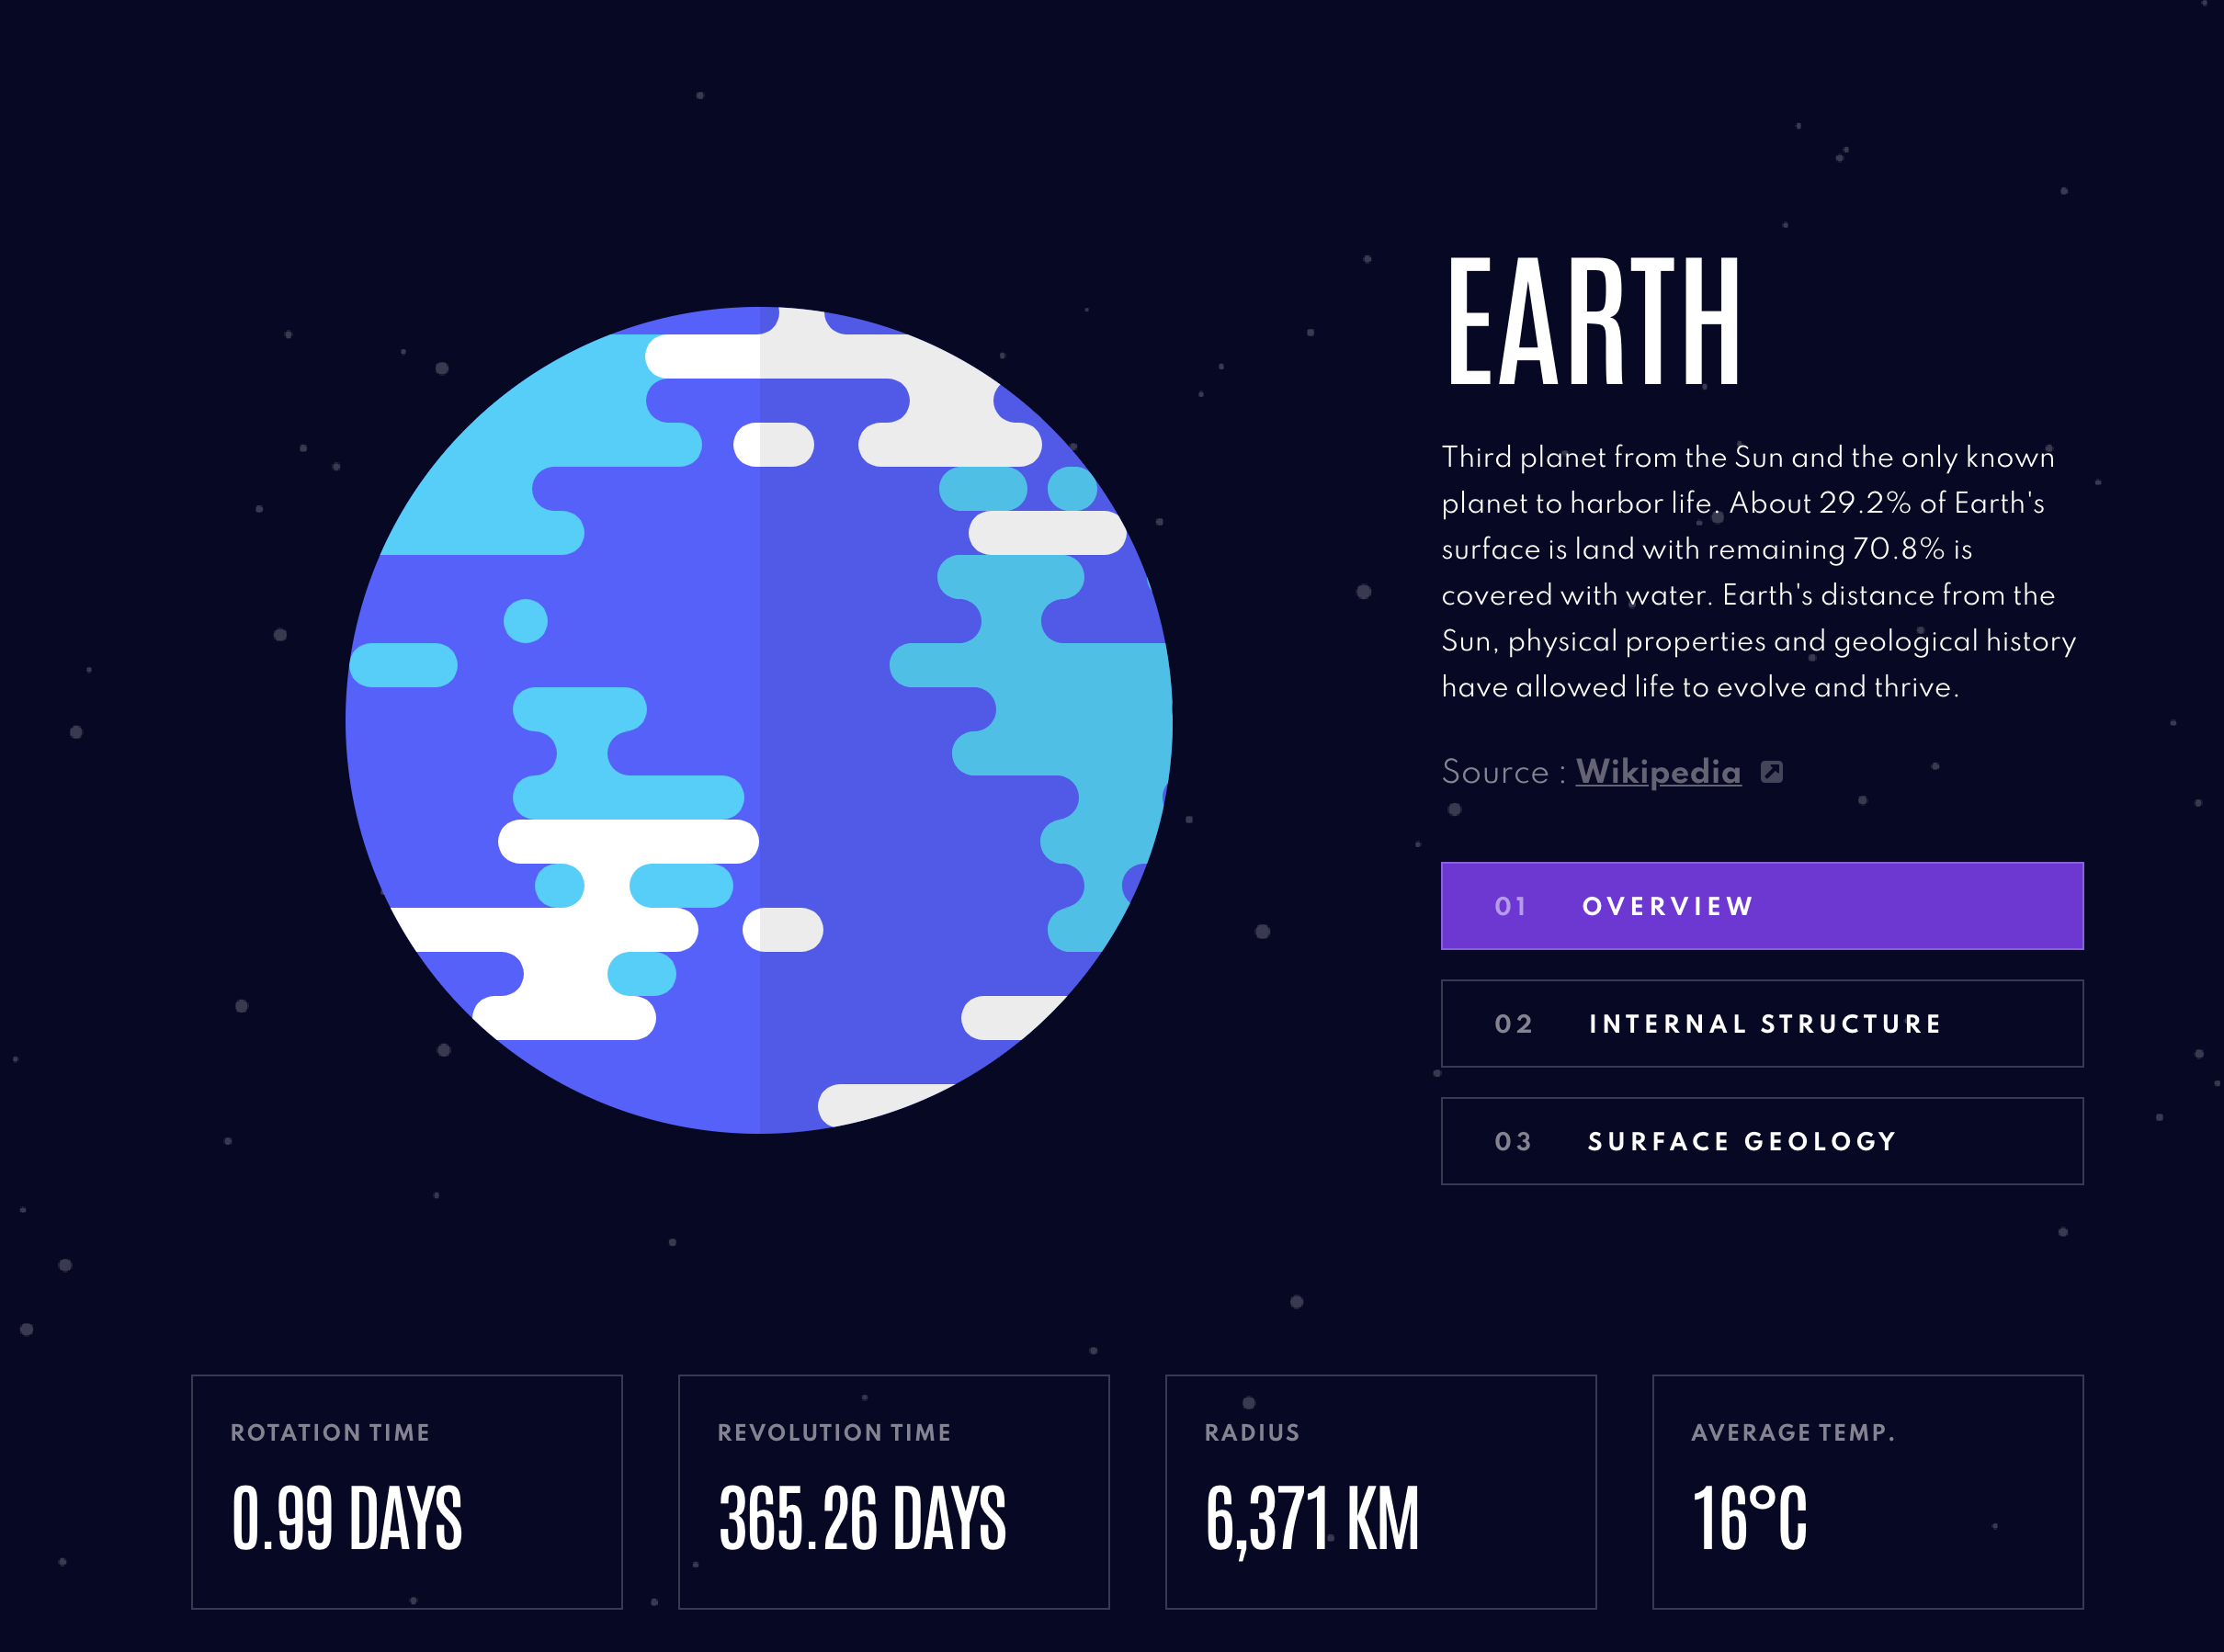 EARTH
Third planet from the Sun and the only known
planet to harbor life. About 29.2% of Earth's
surface is land with remaining 70.8% is
covered with water. Earth's distance from the
Sun, physical properties and geological history
have allowed life to evolve and thrive.
Source : Wikipedia
01 OVERVIEW
02 INTERNAL STRUCTURE
03 SURFACE GEOLOGY
ROTATION TIME
0.99 DAYS
REVOLUTION TIME
365.26 DAYS
RADIUS
6,371 KM
AVERAGE TEMP.
16°C